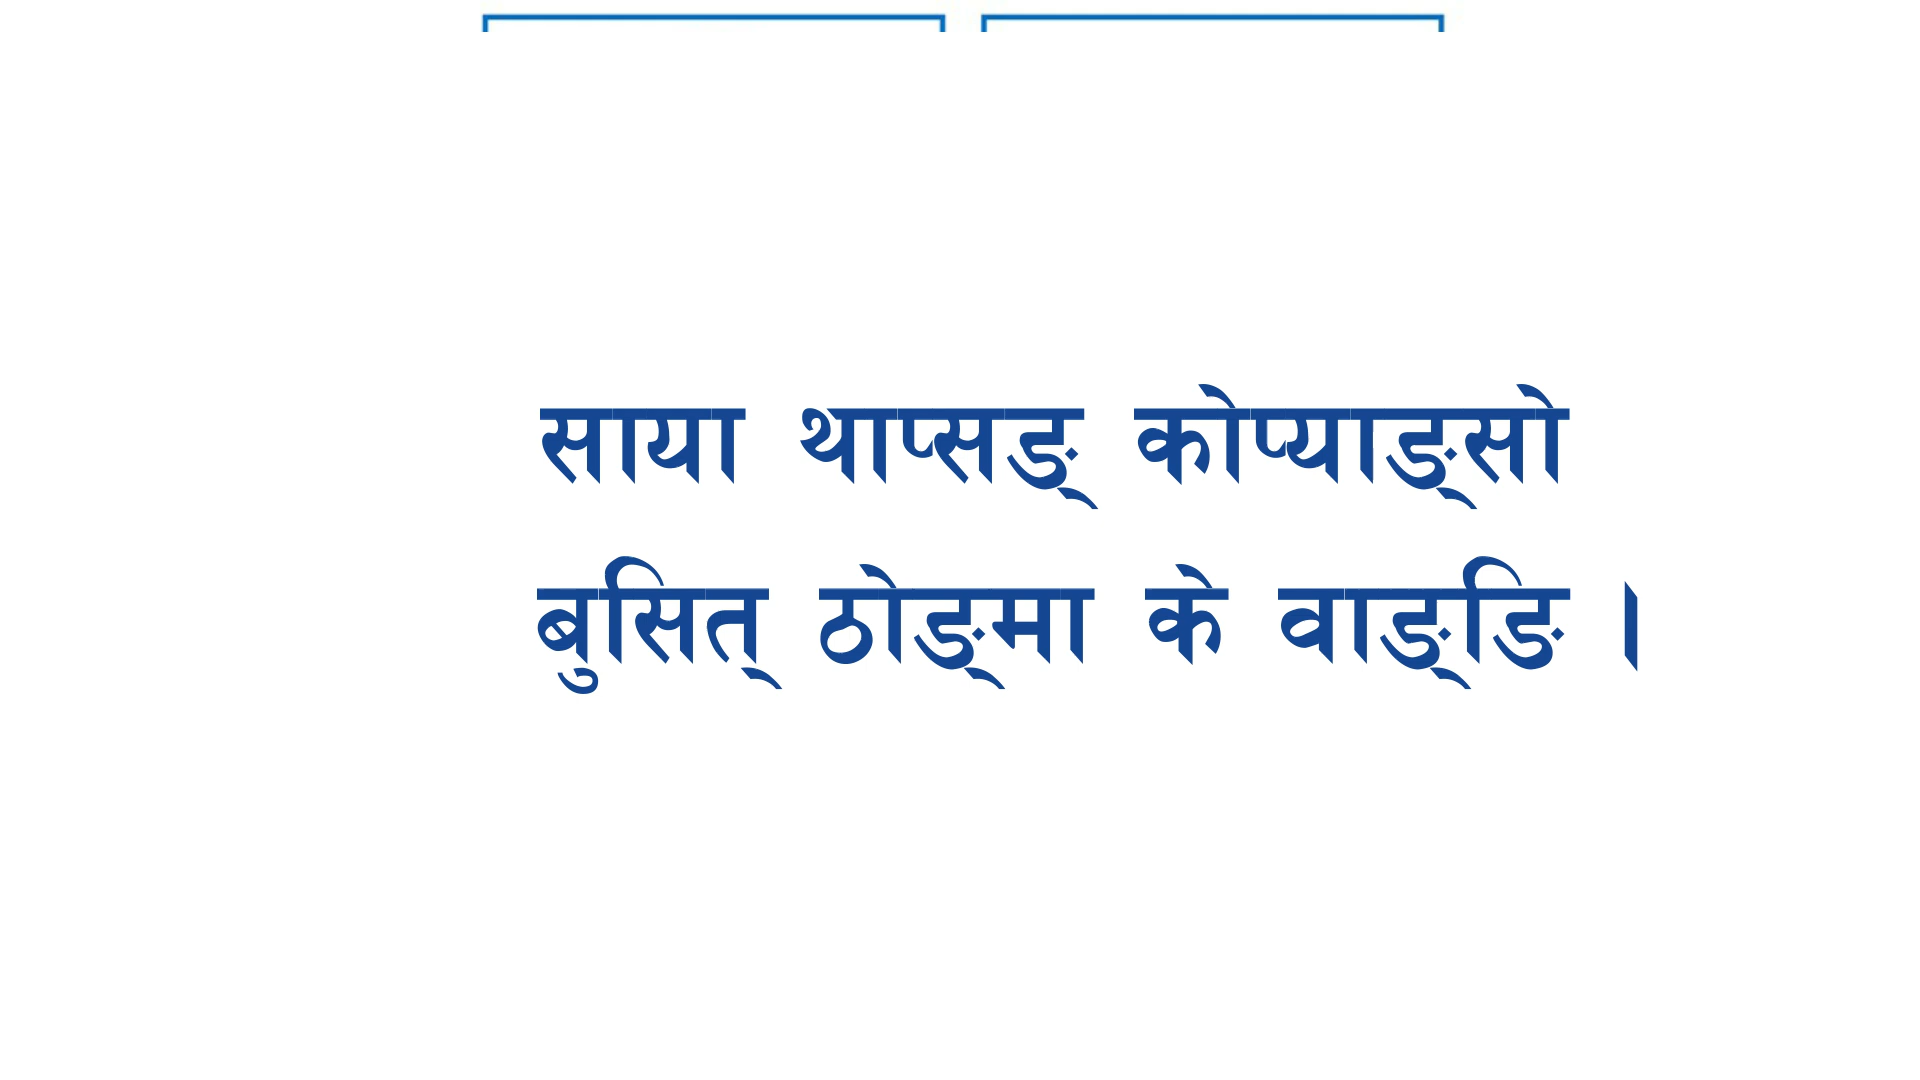 साया थाप्सङ् कोप्याङ्सो
बुसित् ठोङ्मा के वाङ्ङि ।